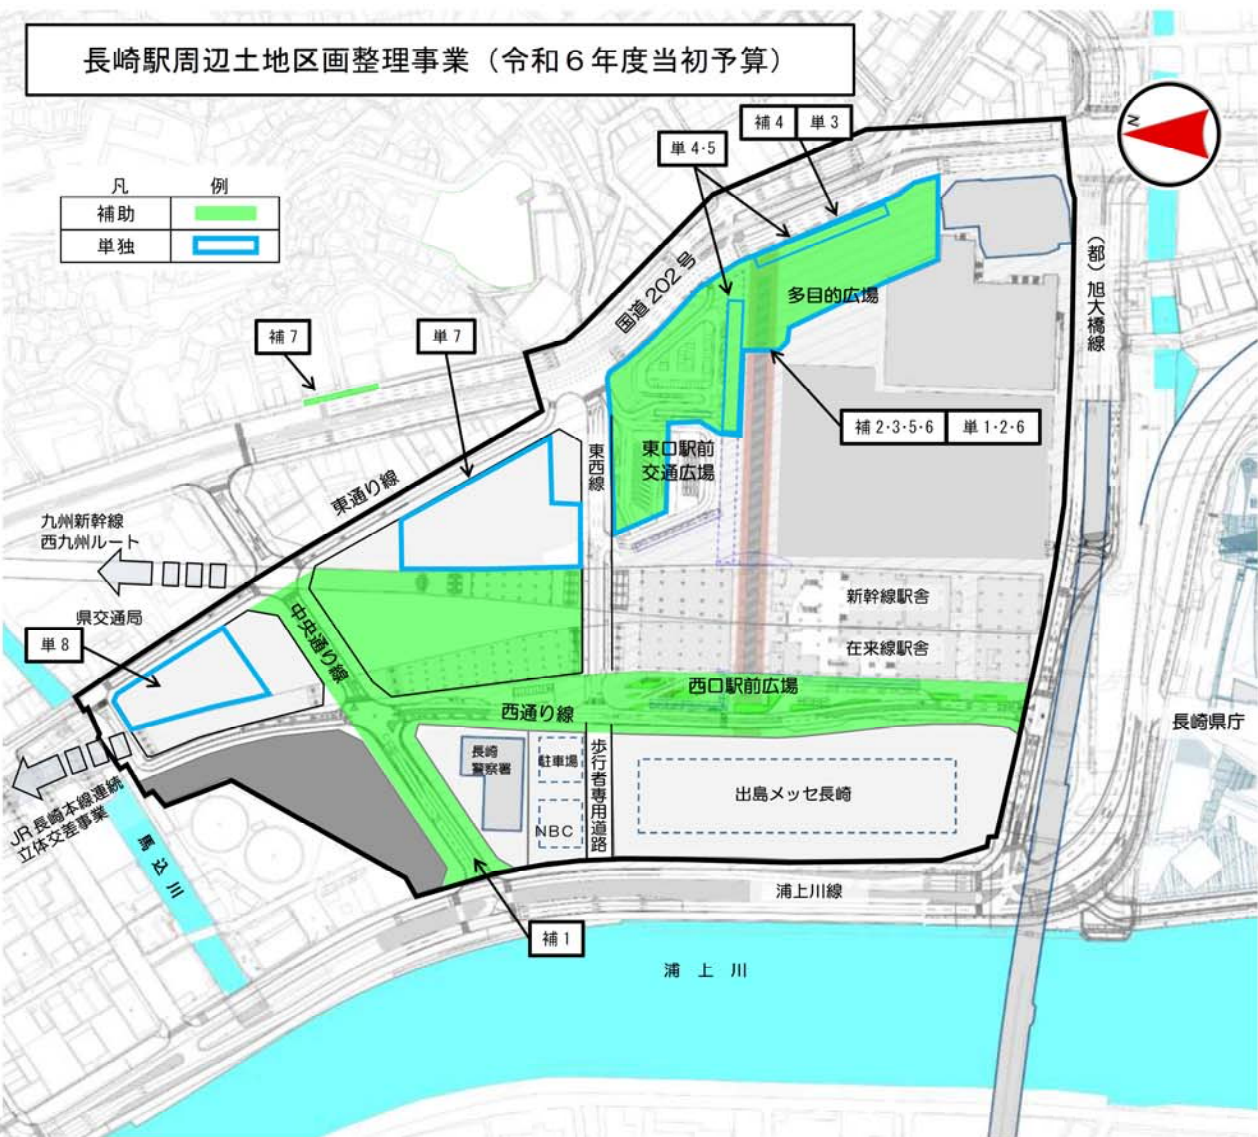 長崎駅周辺土地区画整理事業（令和６年度当初予算）
凡例
補助
単独
N
補4
単3
単4・5
国道202号
多目的広場
（都）旭大橋線
補7
単7
補2・3・5・6
単1・2・6
東口駅前
交通広場
東西線
東通り線
九州新幹線
西九州ルート
県交通局
単8
中央通り線
新幹線駅舎
在来線駅舎
西口駅前広場
西通り線
長崎県庁
長崎
警察署
駐車場
NBC
歩行者専用道路
出島メッセ長崎
JR長崎本線連続
立体交差事業
馬込川
浦上川線
補1
浦上川